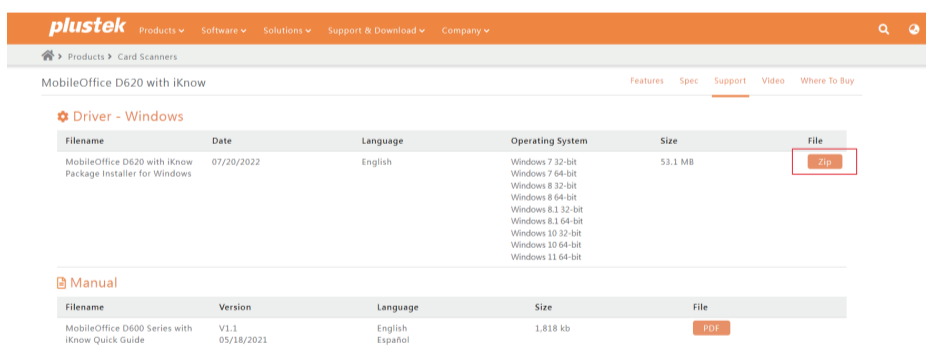 plustek Products Software Solutions Support & Download Company
> Products > Card Scanners
MobileOffice D620 with iKnow Features Spec Support Video Where To Buy
Driver - Windows
Filename Date Language Operating System Size File
MobileOffice D620 with iKnow 07/20/2022 English Windows 7 32-bit 53.1 MB Zip
Package Installer for Windows Windows 7 64-bit
Windows 8 32-bit
Windows 8 64-bit
Windows 8.1 32-bit
Windows 8.1 64-bit
Windows 10 32-bit
Windows 10 64-bit
Windows 11 64-bit
Manual
Filename Version Language Size File
MobileOffice D600 Series with V1.1 English 1,818 kb PDF
iKnow Quick Guide 05/18/2021 Español